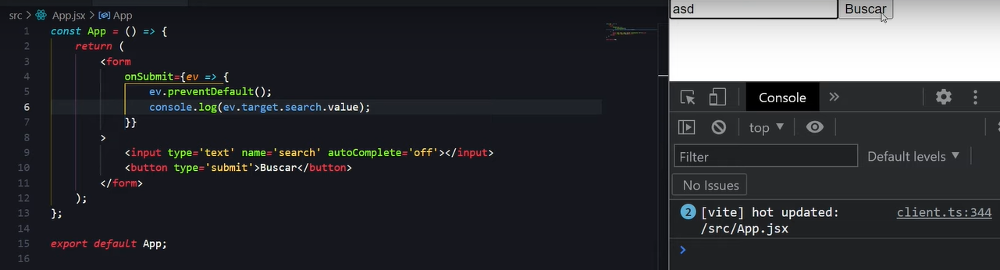 src > App.jsx > App
1 const App = () => {
2 return (
3 <form
4 onSubmit={ev => {
5 ev.preventDefault();
6 console.log(ev.target.search.value);
7 }}
8 >
9 <input type='text' name='search' autoComplete='off'></input>
10 <button type='submit'>Buscar</button>
11 </form>
12 );
13 };
14
15 export default App;
16
asd Buscar
Console
top
Filter Default levels
No Issues
2 [vite] hot updated: client.ts:344
/src/App.jsx